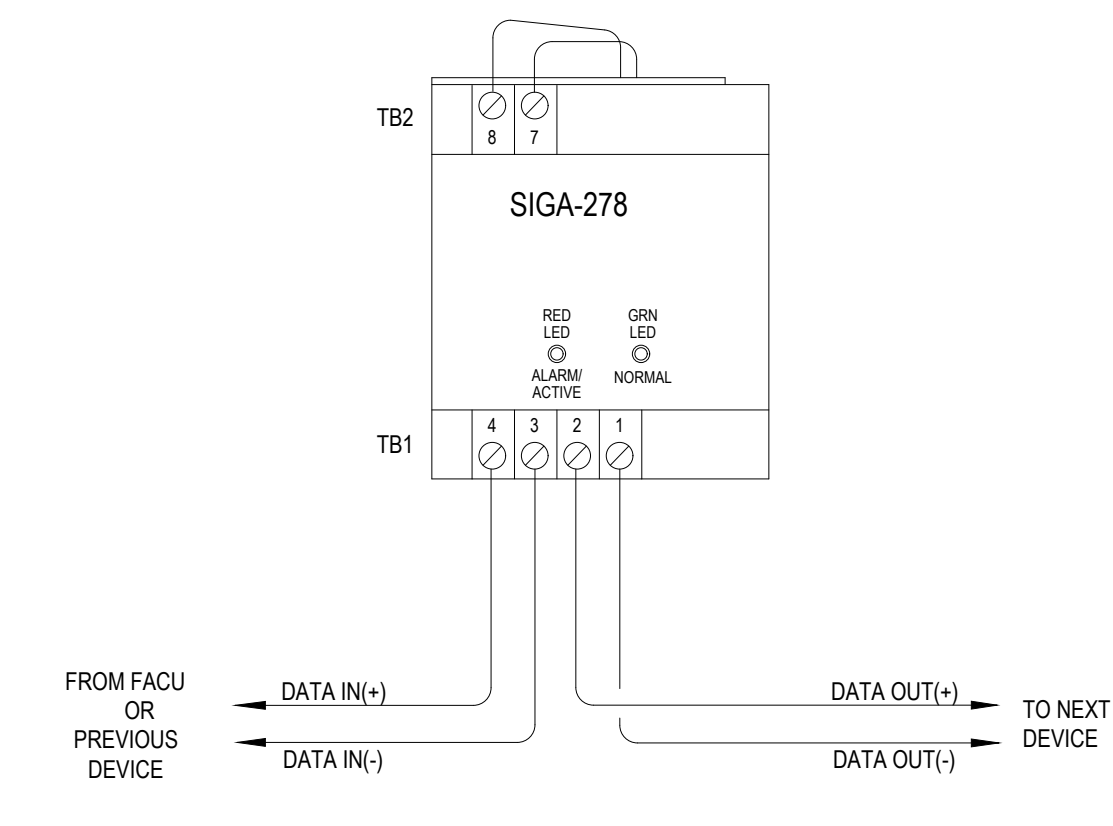 TB2
8 7
SIGA-278
RED
LED
GRN
LED
ALARM/
ACTIVE
NORMAL
TB1
4 3 2 1
FROM FACU
OR
PREVIOUS
DEVICE
DATA IN(+)
DATA IN(-)
DATA OUT(+)
DATA OUT(-)
TO NEXT
DEVICE